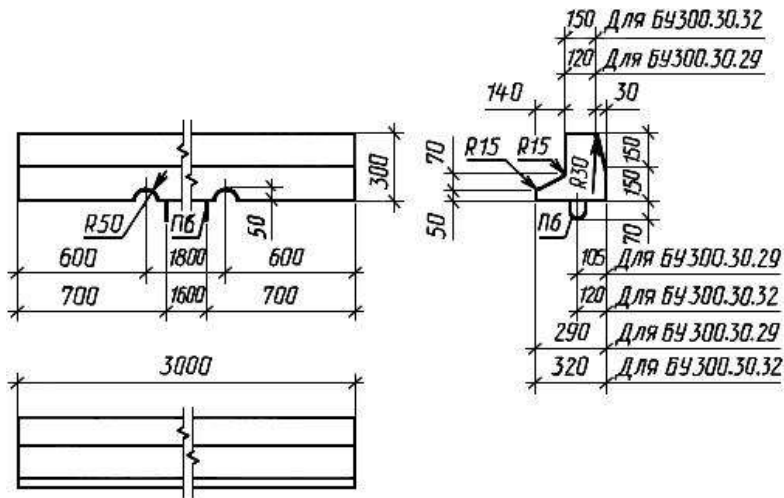 150 Для БУ300.30.32
120 Для БУ300.30.29
140
30
R15
R15
70
50
R30
150
150
300
П6
70
R50
П6
50
600
1800
600
700
1600
700
105 Для БУ300.30.29
120 Для БУ300.30.32
290 Для БУ300.30.29
320 Для БУ300.30.32
3000